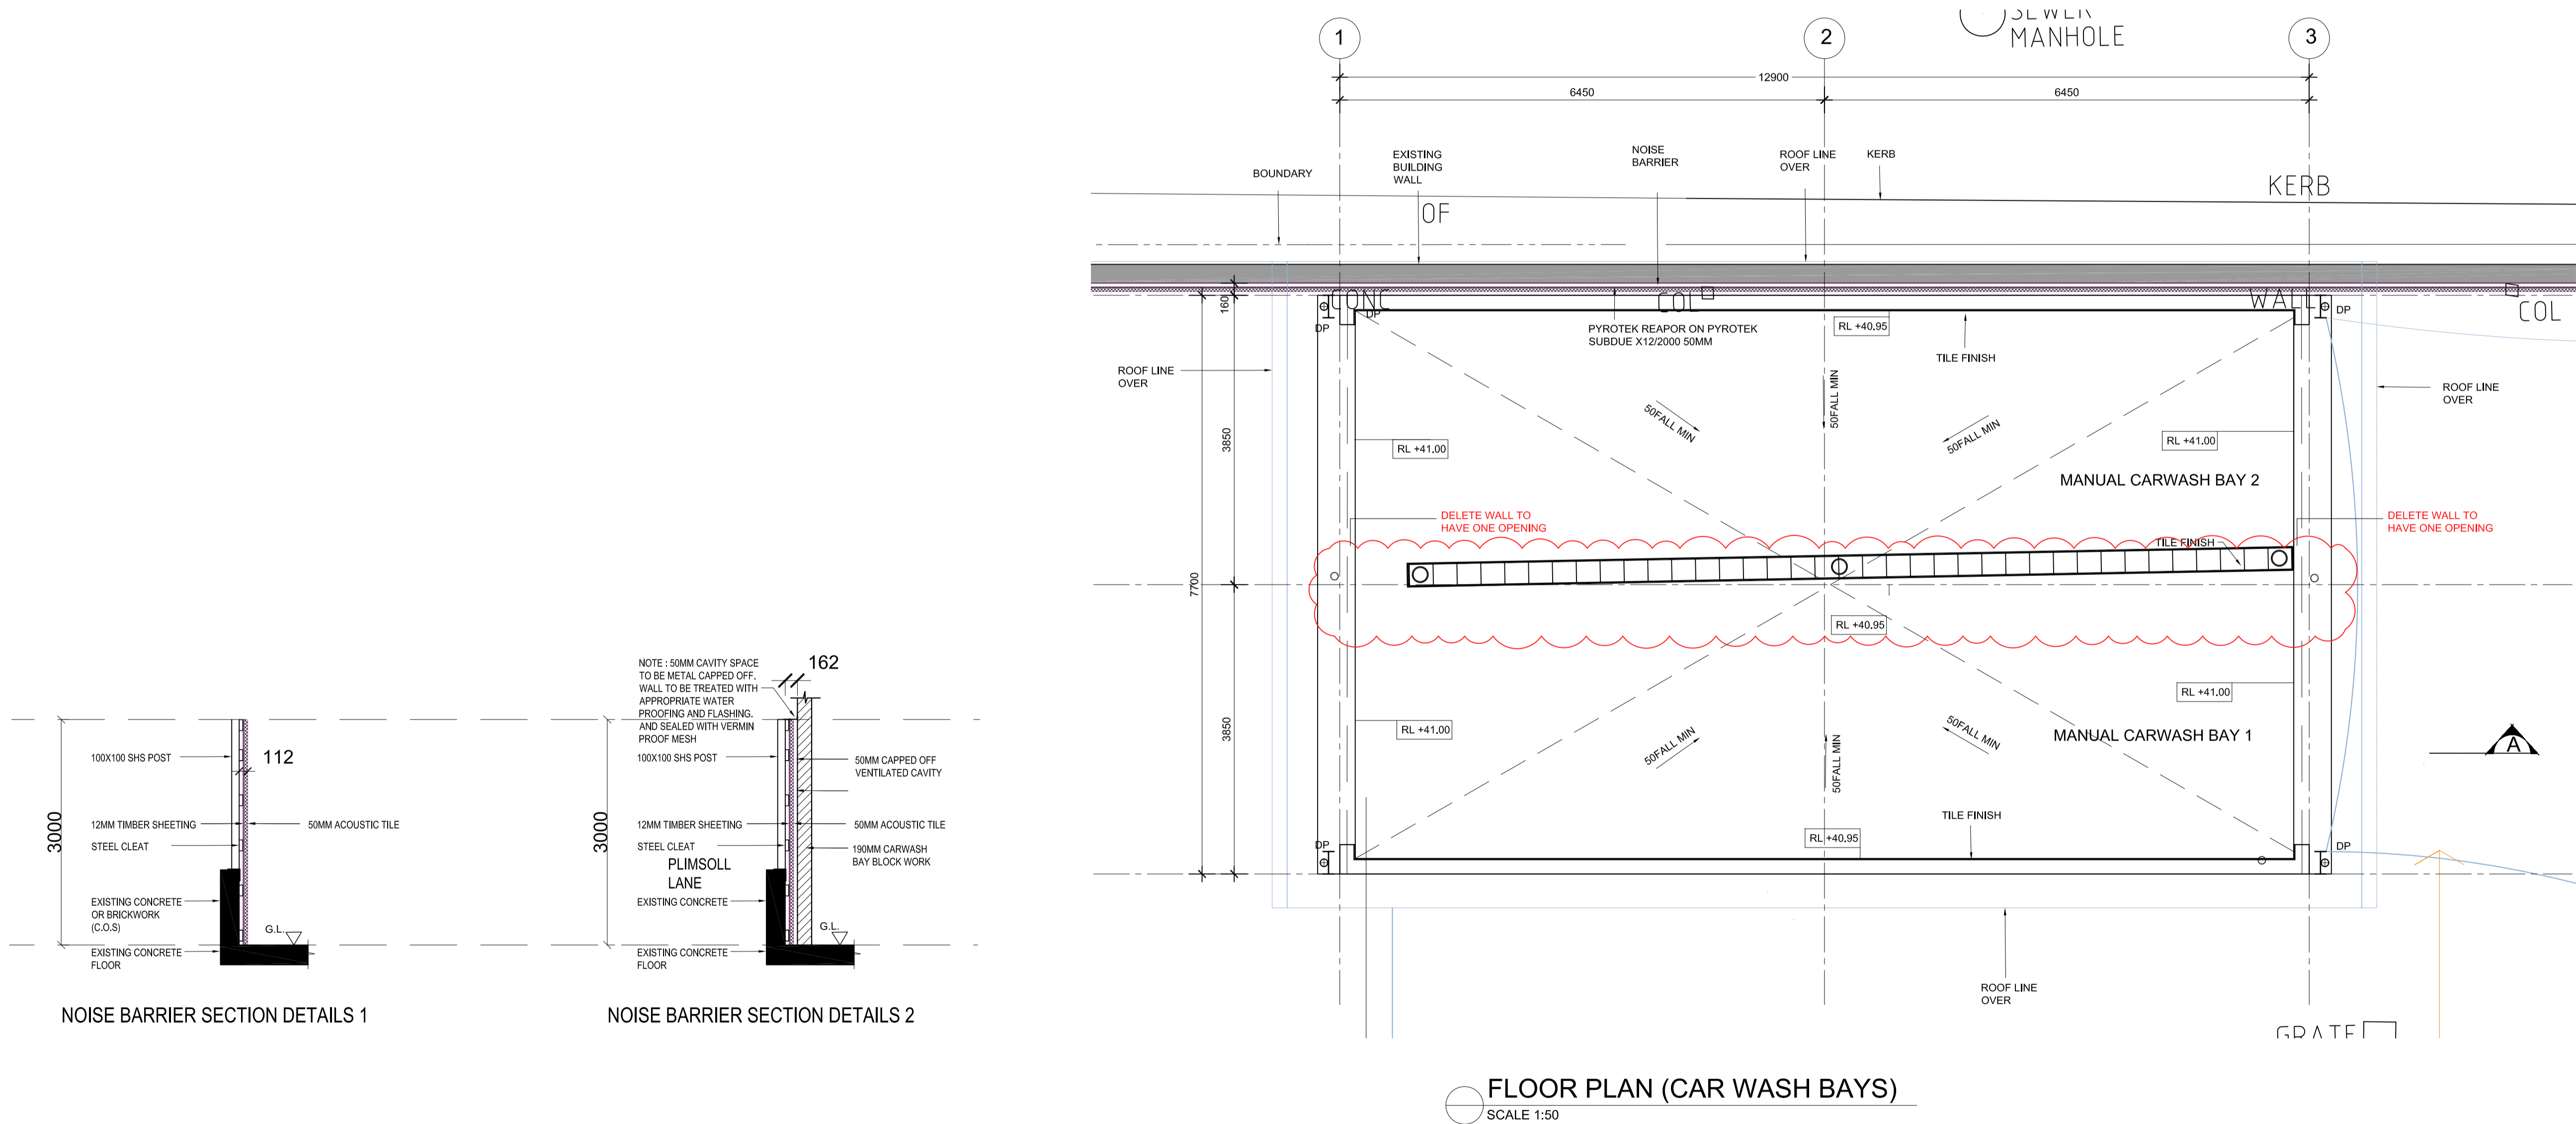 NOTE : 50MM CAVITY SPACE
TO BE METAL CAPPED OFF.
WALL TO BE TREATED WITH
APPROPRIATE WATER
PROOFING AND FLASHING.
AND SEALED WITH VERMIN
PROOF MESH
162
100X100 SHS POST
112
3000
12MM TIMBER SHEETING
50MM ACOUSTIC TILE
STEEL CLEAT
EXISTING CONCRETE
OR BRICKWORK
(C.O.S)
G.L.
EXISTING CONCRETE
FLOOR
NOISE BARRIER SECTION DETAILS 1
100X100 SHS POST
50MM CAPPED OFF
VENTILATED CAVITY
3000
12MM TIMBER SHEETING
50MM ACOUSTIC TILE
STEEL CLEAT
190MM CARWASH
BAY BLOCK WORK
PLIMSOLL
LANE
EXISTING CONCRETE
G.L.
EXISTING CONCRETE
FLOOR
NOISE BARRIER SECTION DETAILS 2
1
2
3
SEWER
MANHOLE
12900
6450
6450
BOUNDARY
EXISTING
BUILDING
WALL
NOISE
BARRIER
ROOF LINE
OVER
KERB
KERB
OF
160
CONC
COL
WALL
COL
DP
DP
DP
PYROTEK REAPOR ON PYROTEK
SUBDUE X12/2000 50MM
RL +40.95
TILE FINISH
ROOF LINE
OVER
ROOF LINE
OVER
50FALL MIN
50FALL MIN
50FALL MIN
3850
RL +41.00
RL +41.00
MANUAL CARWASH BAY 2
DELETE WALL TO
HAVE ONE OPENING
DELETE WALL TO
HAVE ONE OPENING
TILE FINISH
7700
RL +40.95
RL +41.00
3850
RL +41.00
MANUAL CARWASH BAY 1
50FALL MIN
50FALL MIN
50FALL MIN
A
TILE FINISH
RL +40.95
DP
DP
ROOF LINE
OVER
GRATE
FLOOR PLAN (CAR WASH BAYS)
SCALE 1:50